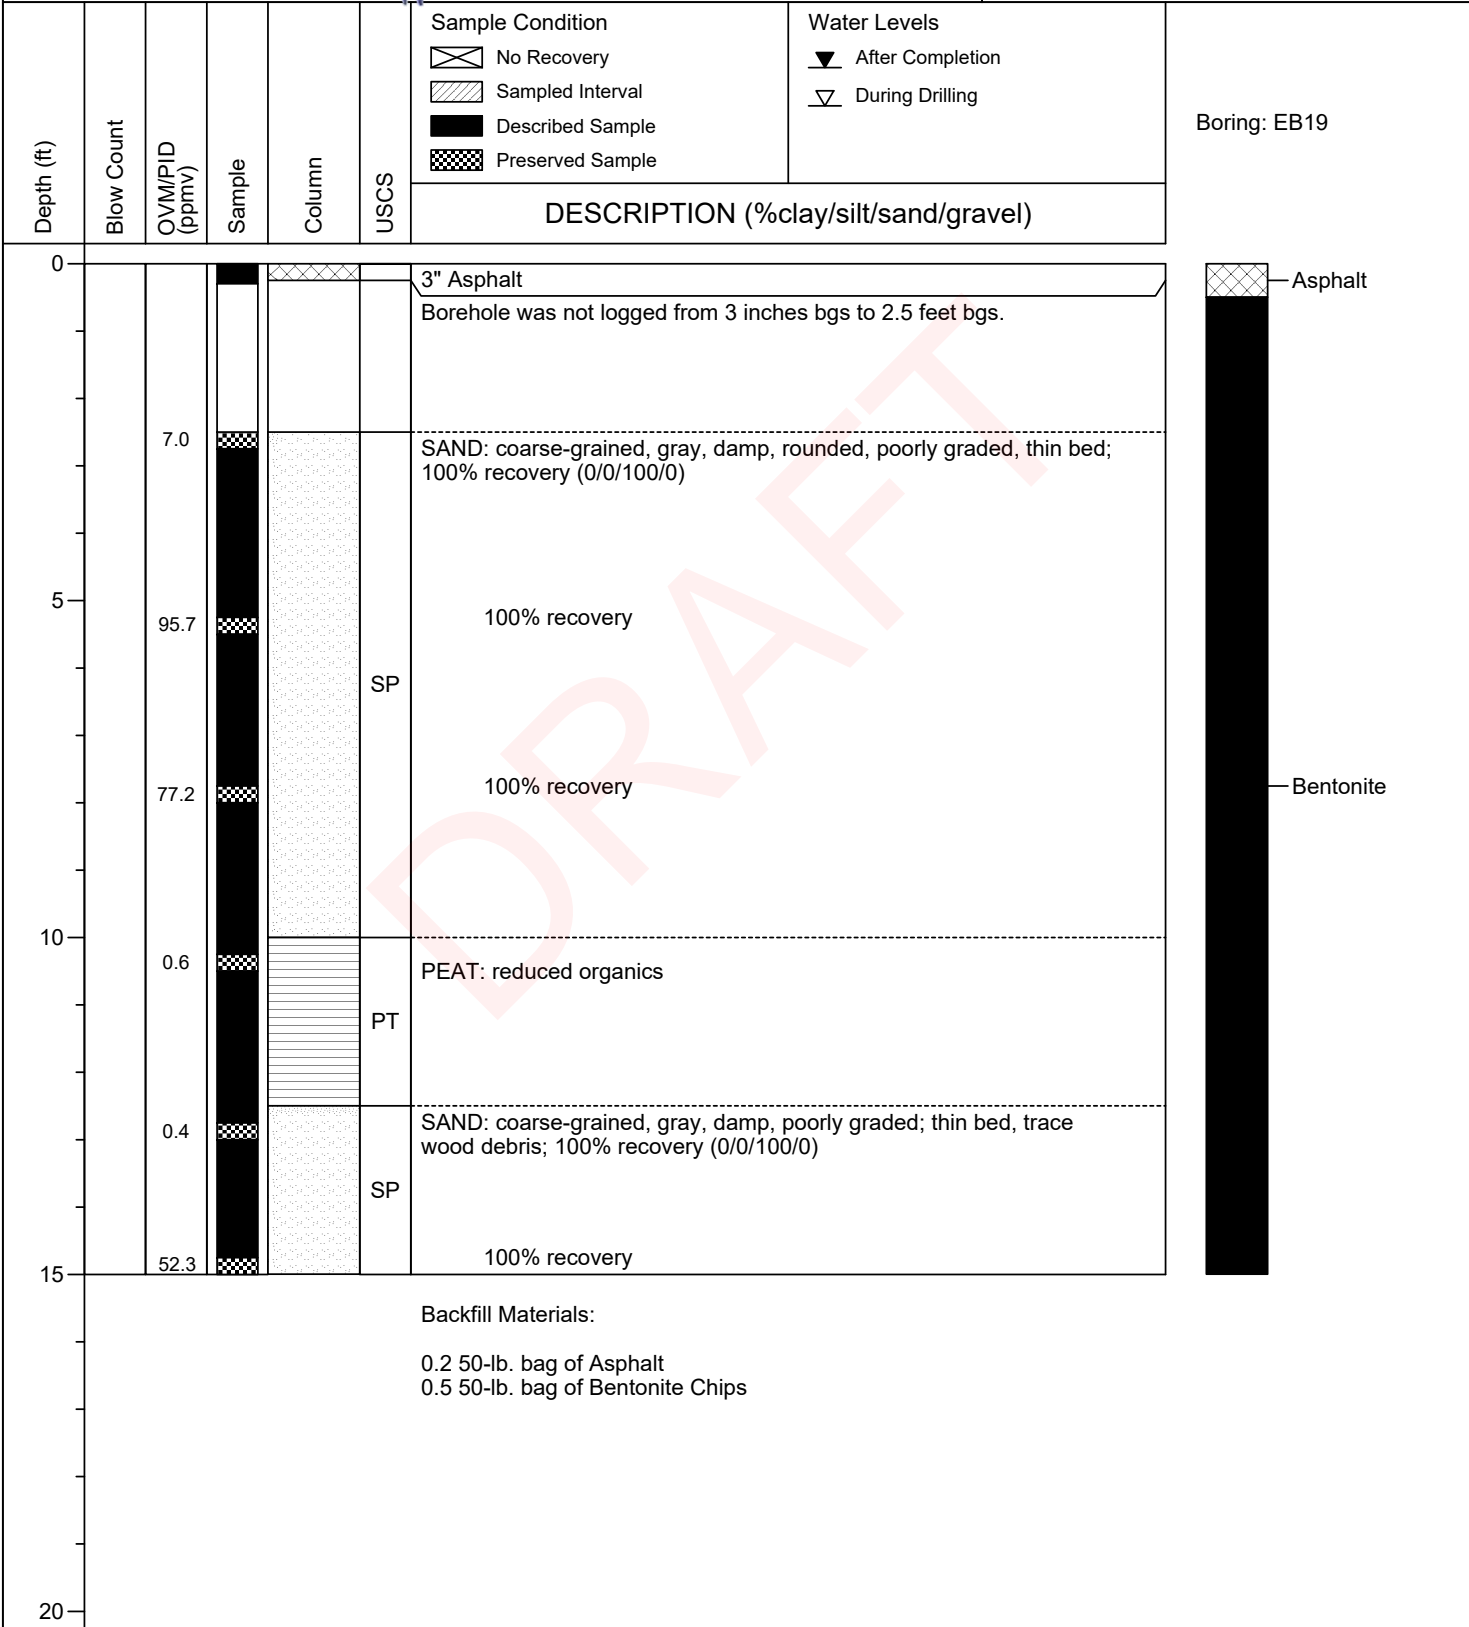 Sample Condition
No Recovery
Sampled Interval
Described Sample
Preserved Sample
Water Levels
After Completion
During Drilling
Boring: EB19
Depth (ft)
Blow Count
OVM/PID
(ppmv)
Sample
Column
USCS
DESCRIPTION (%clay/silt/sand/gravel)
0
3" Asphalt
Asphalt
Borehole was not logged from 3 inches bgs to 2.5 feet bgs.
7.0
SAND: coarse-grained, gray, damp, rounded, poorly graded, thin bed;
100% recovery (0/0/100/0)
5
95.7
100% recovery
SP
77.2
100% recovery
Bentonite
10
0.6
PEAT: reduced organics
PT
0.4
SAND: coarse-grained, gray, damp, poorly graded; thin bed, trace
wood debris; 100% recovery (0/0/100/0)
SP
52.3
100% recovery
15
Backfill Materials:
0.2 50-lb. bag of Asphalt
0.5 50-lb. bag of Bentonite Chips
20
DRAFT